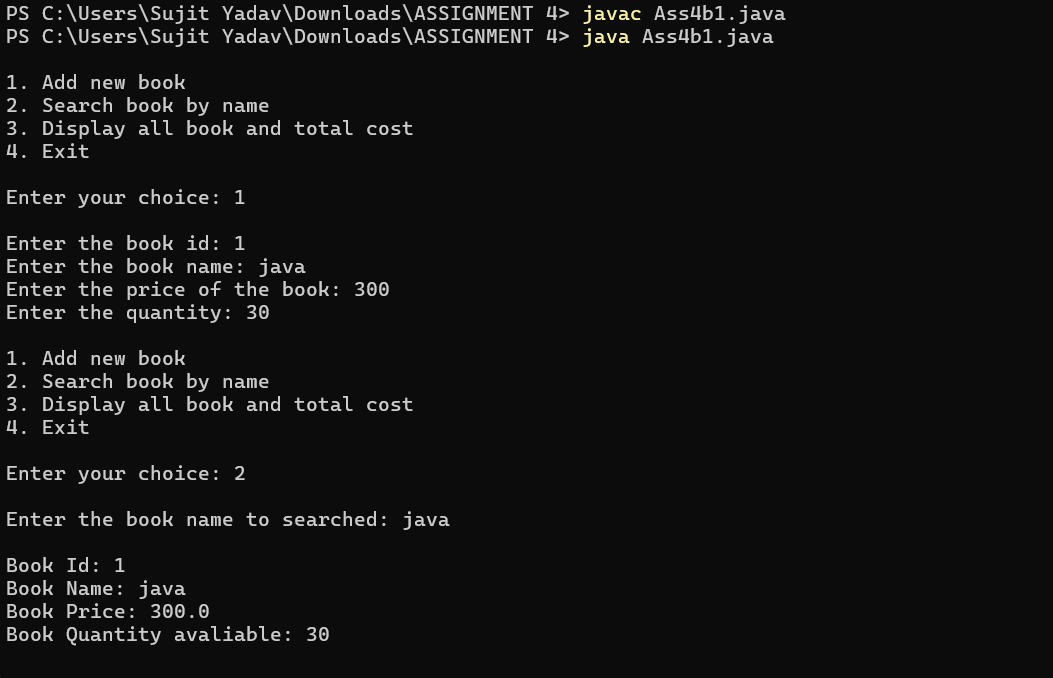 PS C:\Users\Sujit Yadav\Downloads\ASSIGNMENT 4> javac Ass4b1.java
PS C:\Users\Sujit Yadav\Downloads\ASSIGNMENT 4> java Ass4b1.java
1. Add new book
2. Search book by name
3. Display all book and total cost
4. Exit
Enter your choice: 1
Enter the book id: 1
Enter the book name: java
Enter the price of the book: 300
Enter the quantity: 30
1. Add new book
2. Search book by name
3. Display all book and total cost
4. Exit
Enter your choice: 2
Enter the book name to searched: java
Book Id: 1
Book Name: java
Book Price: 300.0
Book Quantity avaliable: 30